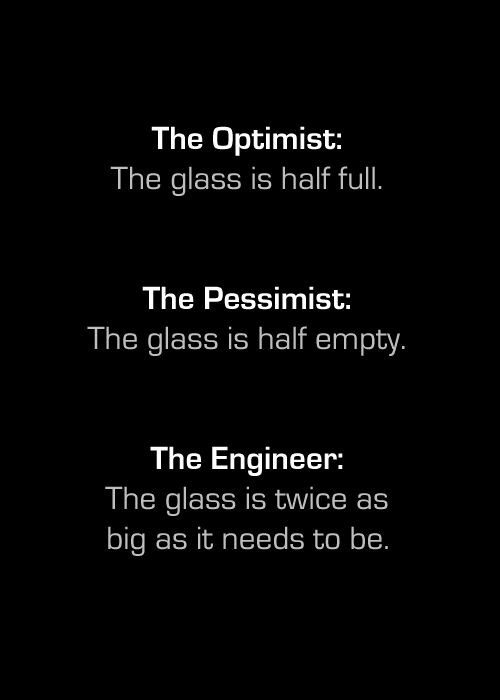 The Optimist:
The glass is half full.
The Pessimist:
The glass is half empty.
The Engineer:
The glass is twice as
big as it needs to be.